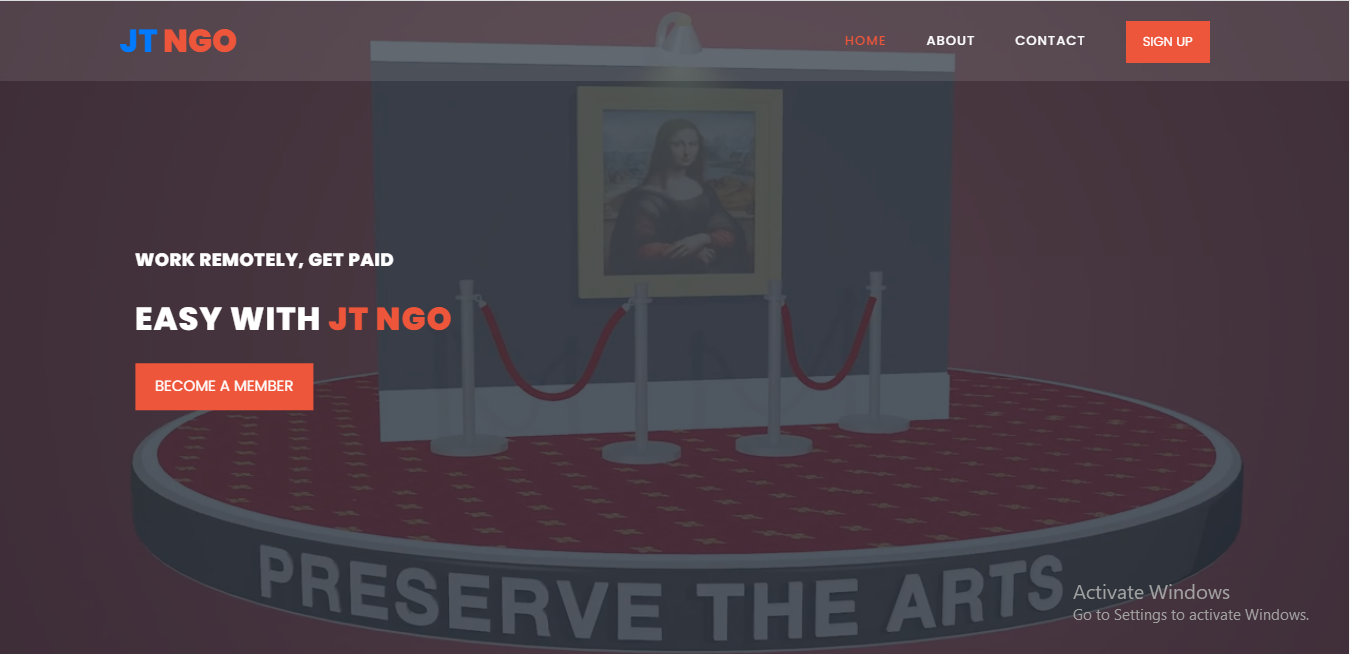 JT NGO
HOME ABOUT CONTACT SIGN UP
WORK REMOTELY, GET PAID
EASY WITH JT NGO
BECOME A MEMBER
PRESERVE THE ARTS
Activate Windows
Go to Settings to activate Windows.